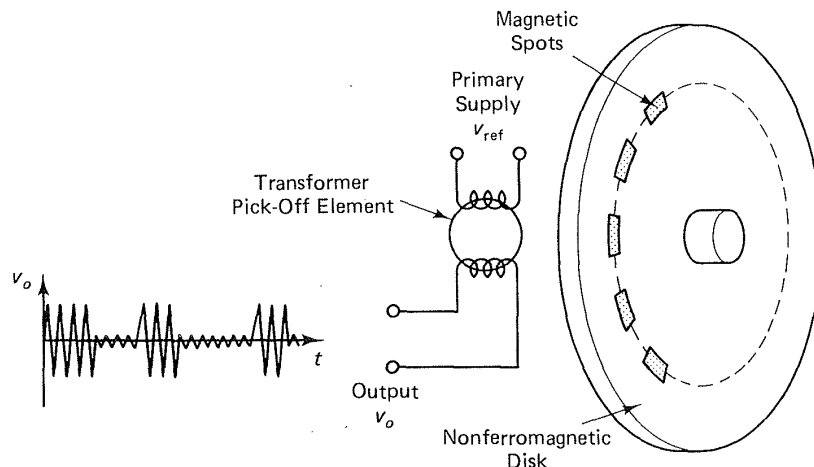 Magnetic
Spots
Primary
Supply
v_ref
Transformer
Pick-Off Element
v_o
t
Output
v_o
Nonferromagnetic
Disk